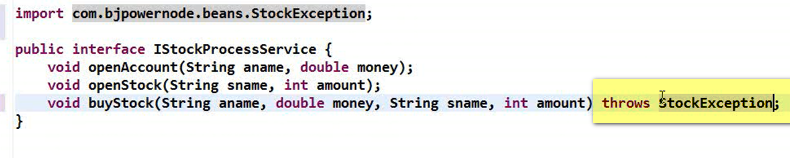 import com.bjpowernode.beans.StockException;
public interface IStockProcessService {
void openAccount(String aname, double money);
void openStock(String sname, int amount);
void buyStock(String aname, double money, String sname, int amount) throws StockException;
}